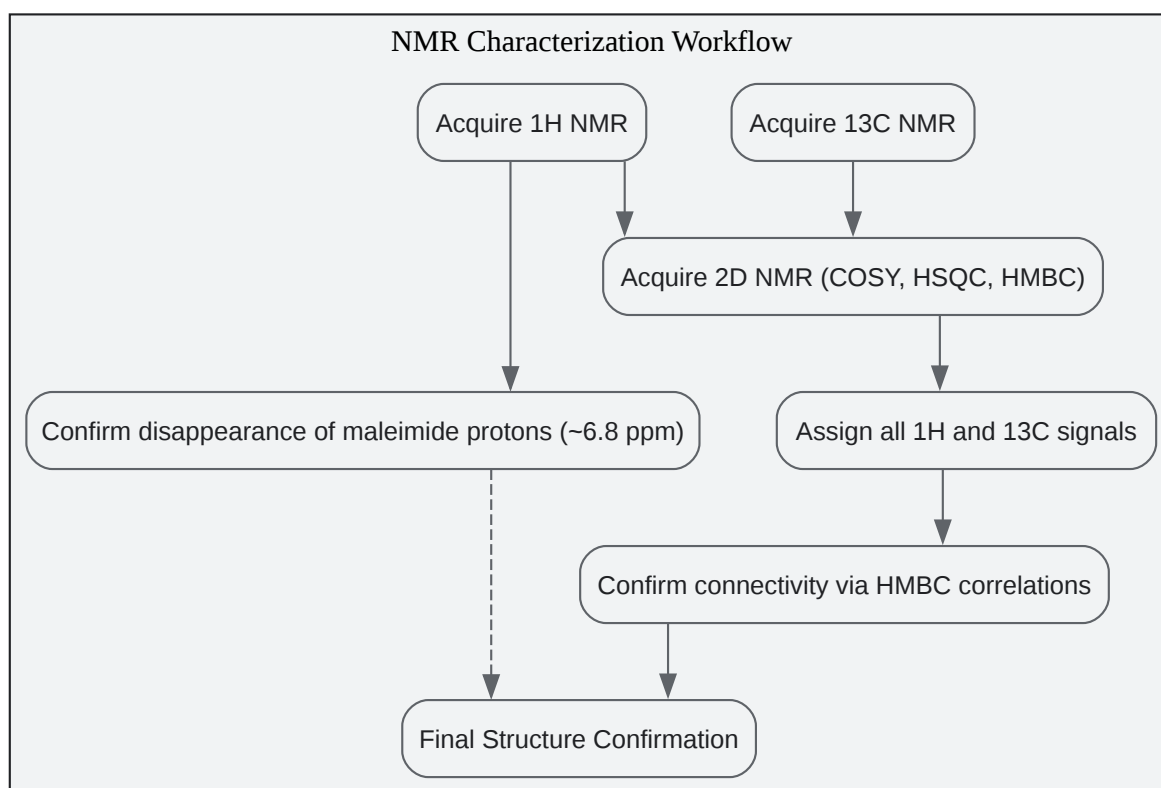 NMR Characterization Workflow
Acquire 1H NMR
Acquire 13C NMR
Acquire 2D NMR (COSY, HSQC, HMBC)
Confirm disappearance of maleimide protons (~6.8 ppm)
Assign all 1H and 13C signals
Confirm connectivity via HMBC correlations
Final Structure Confirmation